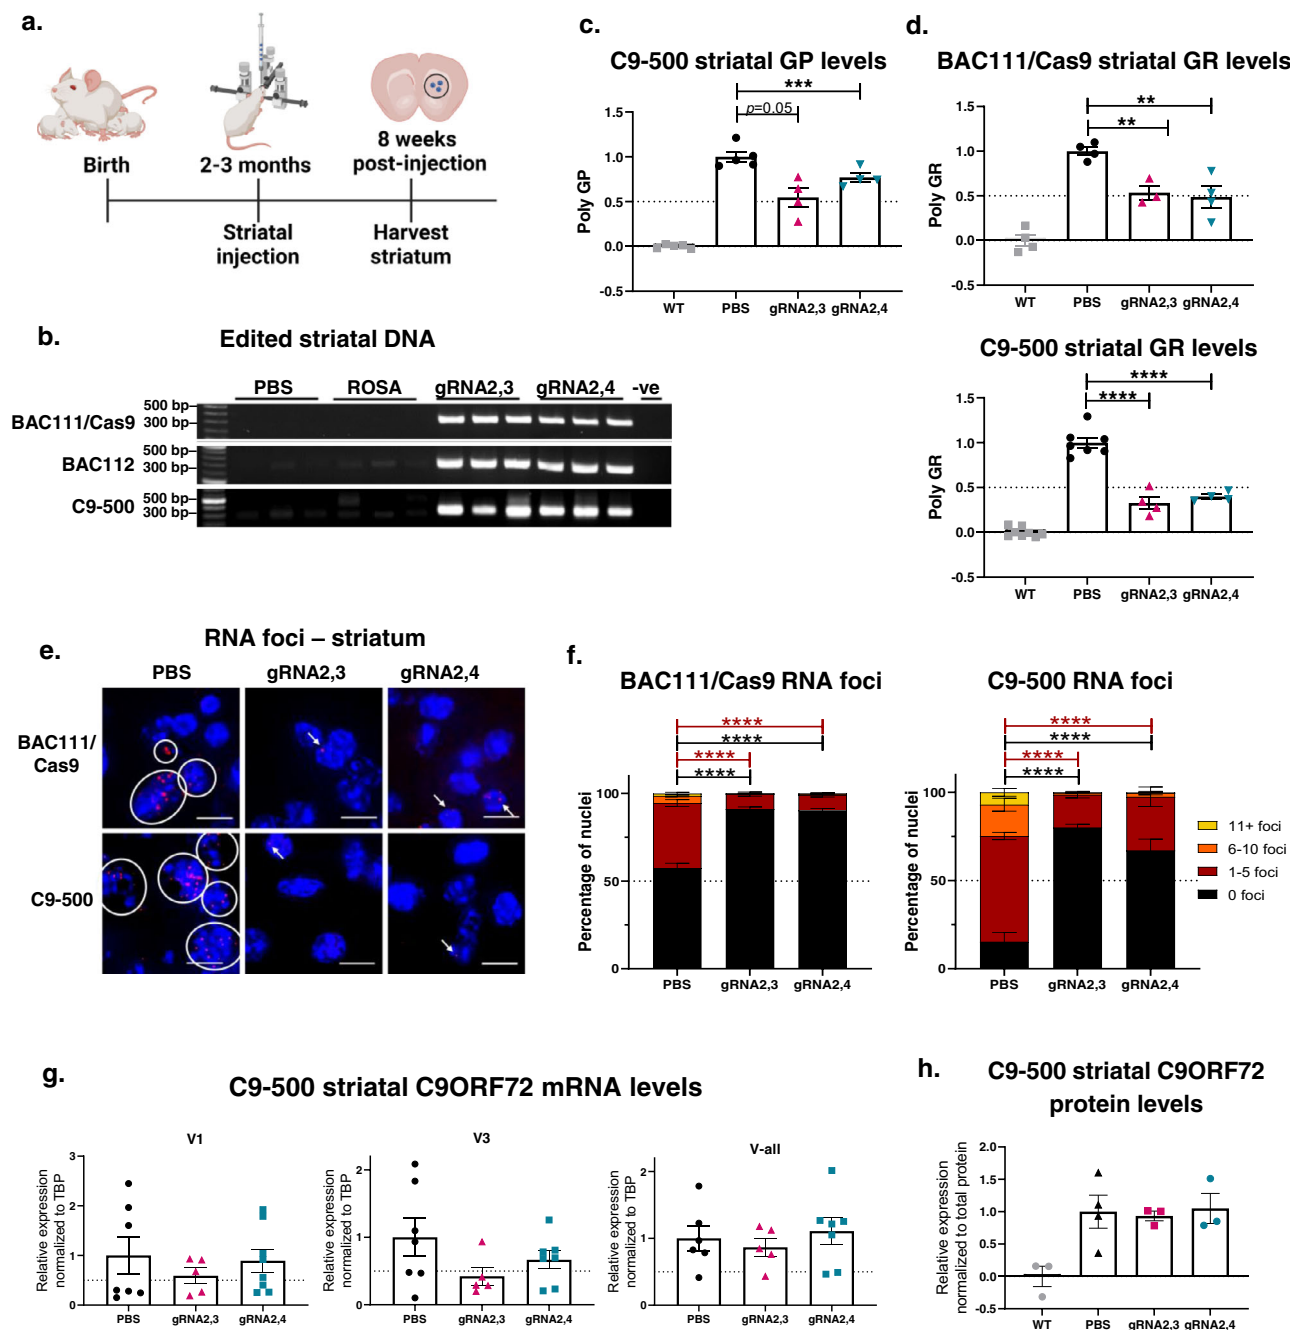 a.
Birth
2-3 months
8 weeks
post-injection
Striatal
injection
Harvest
striatum
b.
Edited striatal DNA
PBS ROSA gRNA2,3 gRNA2,4 -ve
BAC111/Cas9
500 bp
300 bp
BAC112
500 bp
300 bp
C9-500
500 bp
300 bp
c.
C9-500 striatal GP levels
***
p=0.05
Poly GP
1.5
1.0
0.5
0.0
-0.5
WT PBS gRNA2,3 gRNA2,4
d.
BAC111/Cas9 striatal GR levels
**
**
Poly GR
1.5
1.0
0.5
0.0
-0.5
WT PBS gRNA2,3 gRNA2,4
C9-500 striatal GR levels
****
****
Poly GR
1.5
1.0
0.5
0.0
-0.5
WT PBS gRNA2,3 gRNA2,4
e.
RNA foci – striatum
PBS gRNA2,3 gRNA2,4
BAC111/
Cas9
C9-500
f.
BAC111/Cas9 RNA foci
****
****
****
****
Percentage of nuclei
100
50
0
PBS gRNA2,3 gRNA2,4
C9-500 RNA foci
****
****
****
****
Percentage of nuclei
100
50
0
PBS gRNA2,3 gRNA2,4
11+ foci
6-10 foci
1-5 foci
0 foci
g.
C9-500 striatal C9ORF72 mRNA levels
V1
Relative expression
normalized to TBP
3
2
1
0
PBS gRNA2,3 gRNA2,4
V3
Relative expression
normalized to TBP
2
1
0
PBS gRNA2,3 gRNA2,4
V-all
Relative expression
normalized to TBP
2
1
0
PBS gRNA2,3 gRNA2,4
h.
C9-500 striatal C9ORF72
protein levels
Relative expression
normalized to total protein
2.0
1.5
1.0
0.5
0.0
-0.5
WT PBS gRNA2,3 gRNA2,4